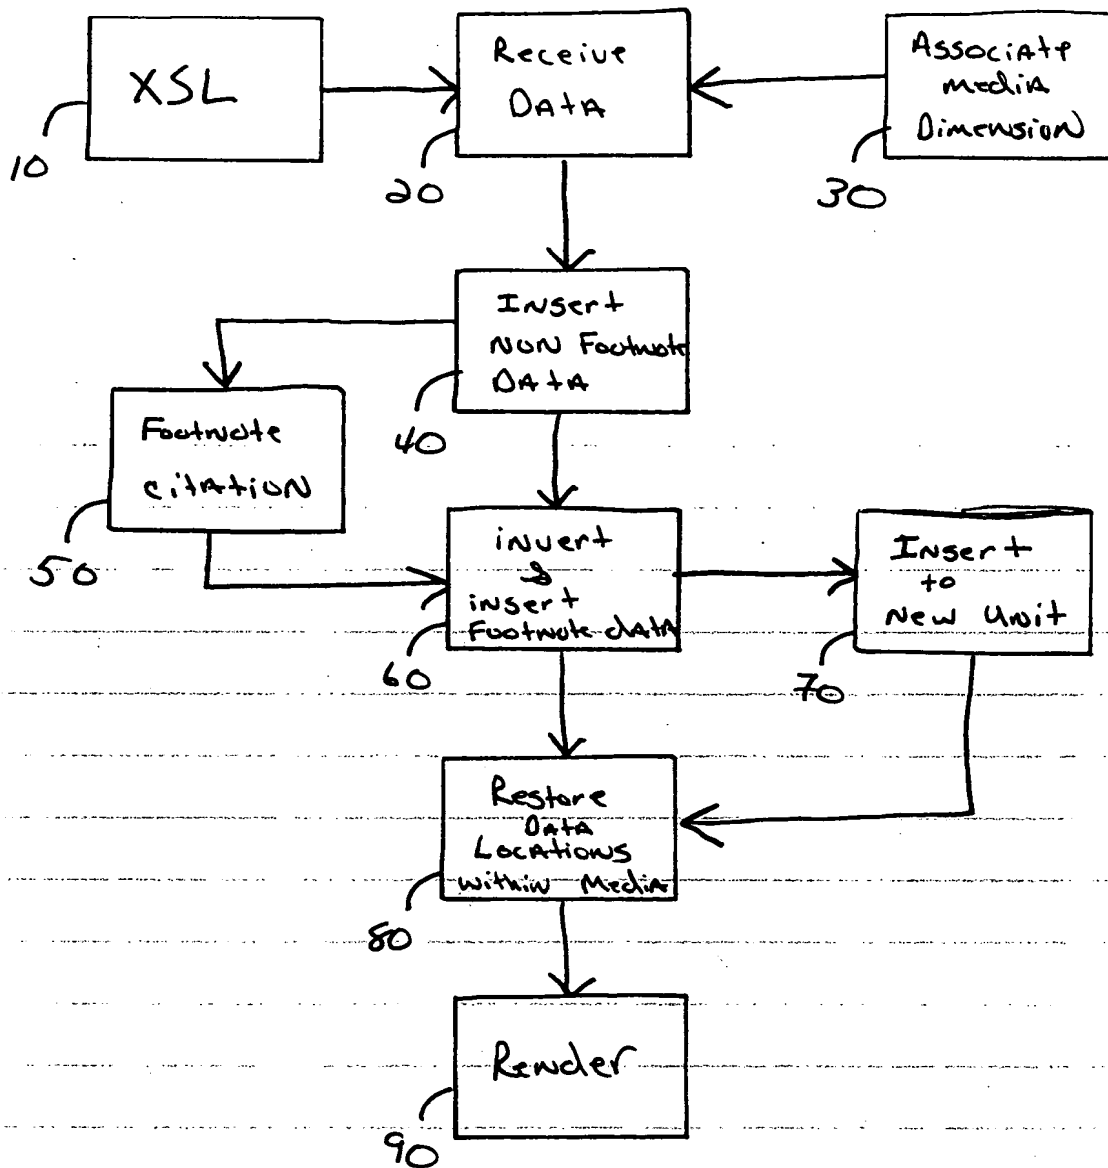 XSL
10
Receive
Data
20
Associate
Media
Dimension
30
Insert
Non Footnote
Data
40
Footnote
citation
50
invert
&
insert
Footnote data
60
Insert
to
New Unit
70
Restore
Data
Locations
within Media
80
Render
90